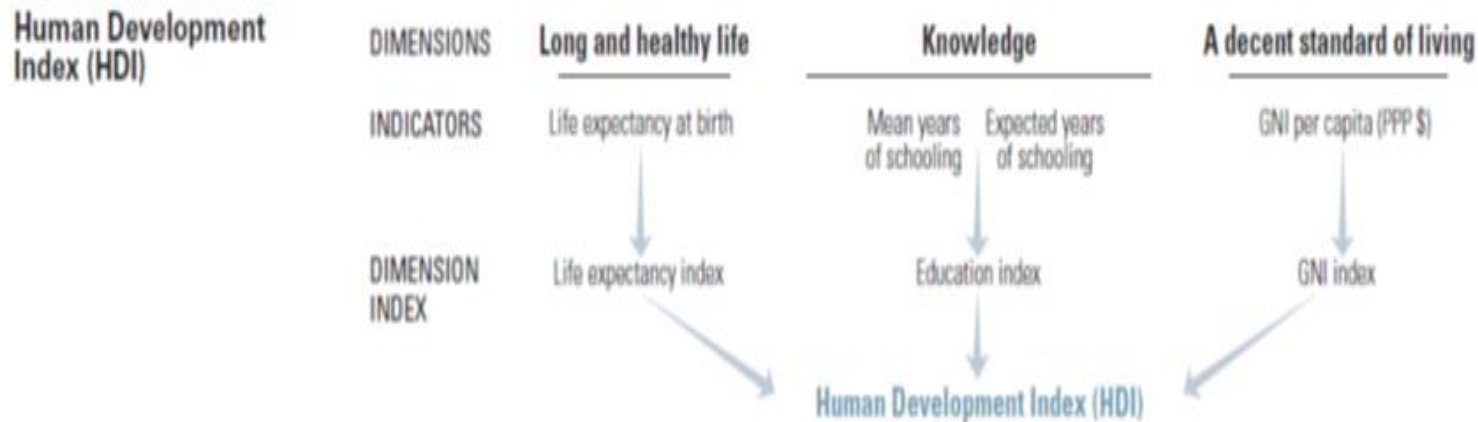 Human Development
Index (HDI)
DIMENSIONS
Long and healthy life
Knowledge
A decent standard of living
INDICATORS
Life expectancy at birth
Mean years
of schooling
Expected years
of schooling
GNI per capita (PPP $)
DIMENSION
INDEX
Life expectancy index
Education index
GNI index
Human Development Index (HDI)